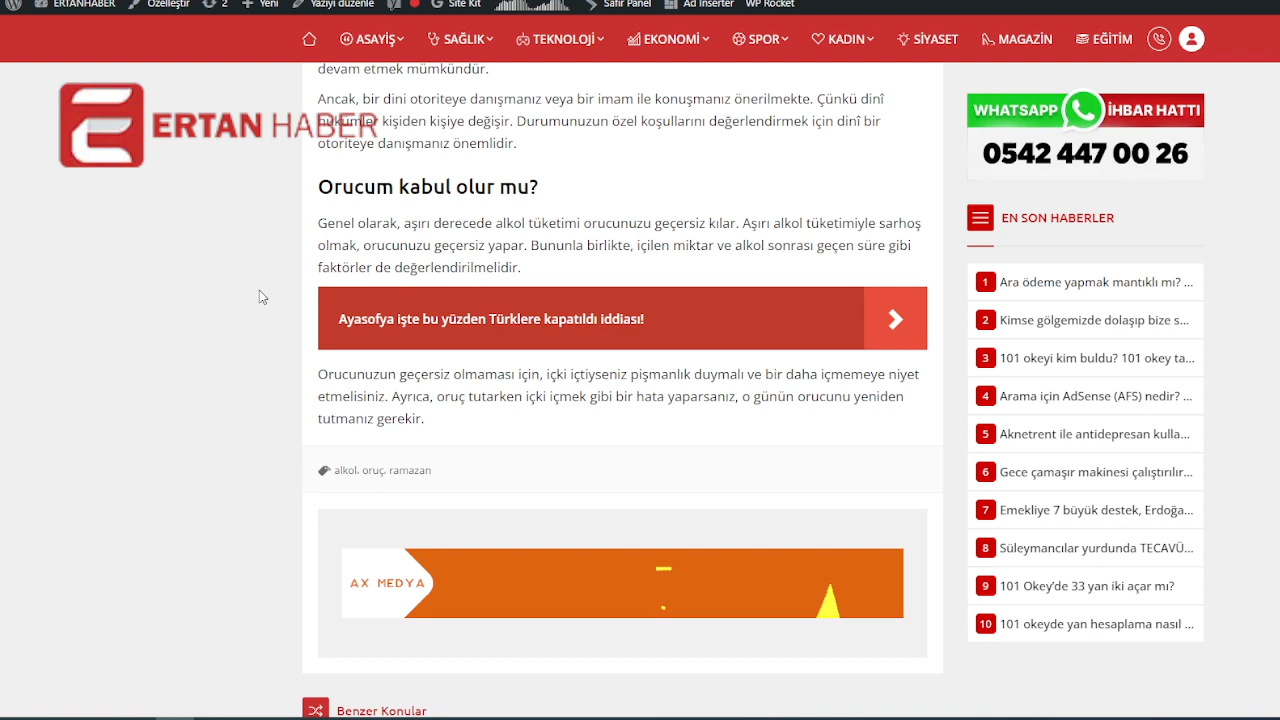 ERTANHABER Özelleştir 2 Yeni Yazıyı düzenle Site Kit Safir Panel Ad Inserter WP Rocket
ASAYİŞ SAĞLIK TEKNOLOJİ EKONOMİ SPOR KADIN SİYASET MAGAZİN EĞİTİM
devam etmek mümkündür.
Ancak, bir dini otoriteye danışmanız veya bir imam ile konuşmanız önerilmekte. Çünkü dinî
hükümler kişiden kişiye değişir. Durumunuzun özel koşullarını değerlendirmek için dinî bir
otoriteye danışmanız önemlidir.
ERTAN HABER
Orucum kabul olur mu?
Genel olarak, aşırı derecede alkol tüketimi orucunuzu geçersiz kılar. Aşırı alkol tüketimiyle sarhoş
olmak, orucunuzu geçersiz yapar. Bununla birlikte, içilen miktar ve alkol sonrası geçen süre gibi
faktörler de değerlendirilmelidir.
Ayasofya işte bu yüzden Türklere kapatıldı iddiası!
Orucunuzun geçersiz olmaması için, içki içtiyseniz pişmanlık duymalı ve bir daha içmemeye niyet
etmelisiniz. Ayrıca, oruç tutarken içki içmek gibi bir hata yaparsanız, o günün orucunu yeniden
tutmanız gerekir.
alkol, oruç, ramazan
AX MEDYA
Benzer Konular
WHATSAPP İHBAR HATTI
0542 447 00 26
EN SON HABERLER
1 Ara ödeme yapmak mantıklı mı? ...
2 Kimse gölgemizde dolaşıp bize s...
3 101 okeyi kim buldu? 101 okey ta...
4 Arama için AdSense (AFS) nedir? ...
5 Aknetrent ile antidepresan kulla...
6 Gece çamaşır makinesi çalıştırılır...
7 Emekliye 7 büyük destek, Erdoğa...
8 Süleymancılar yurdunda TECAVÜ...
9 101 Okey'de 33 yan iki açar mı?
10 101 okeyde yan hesaplama nasıl ...